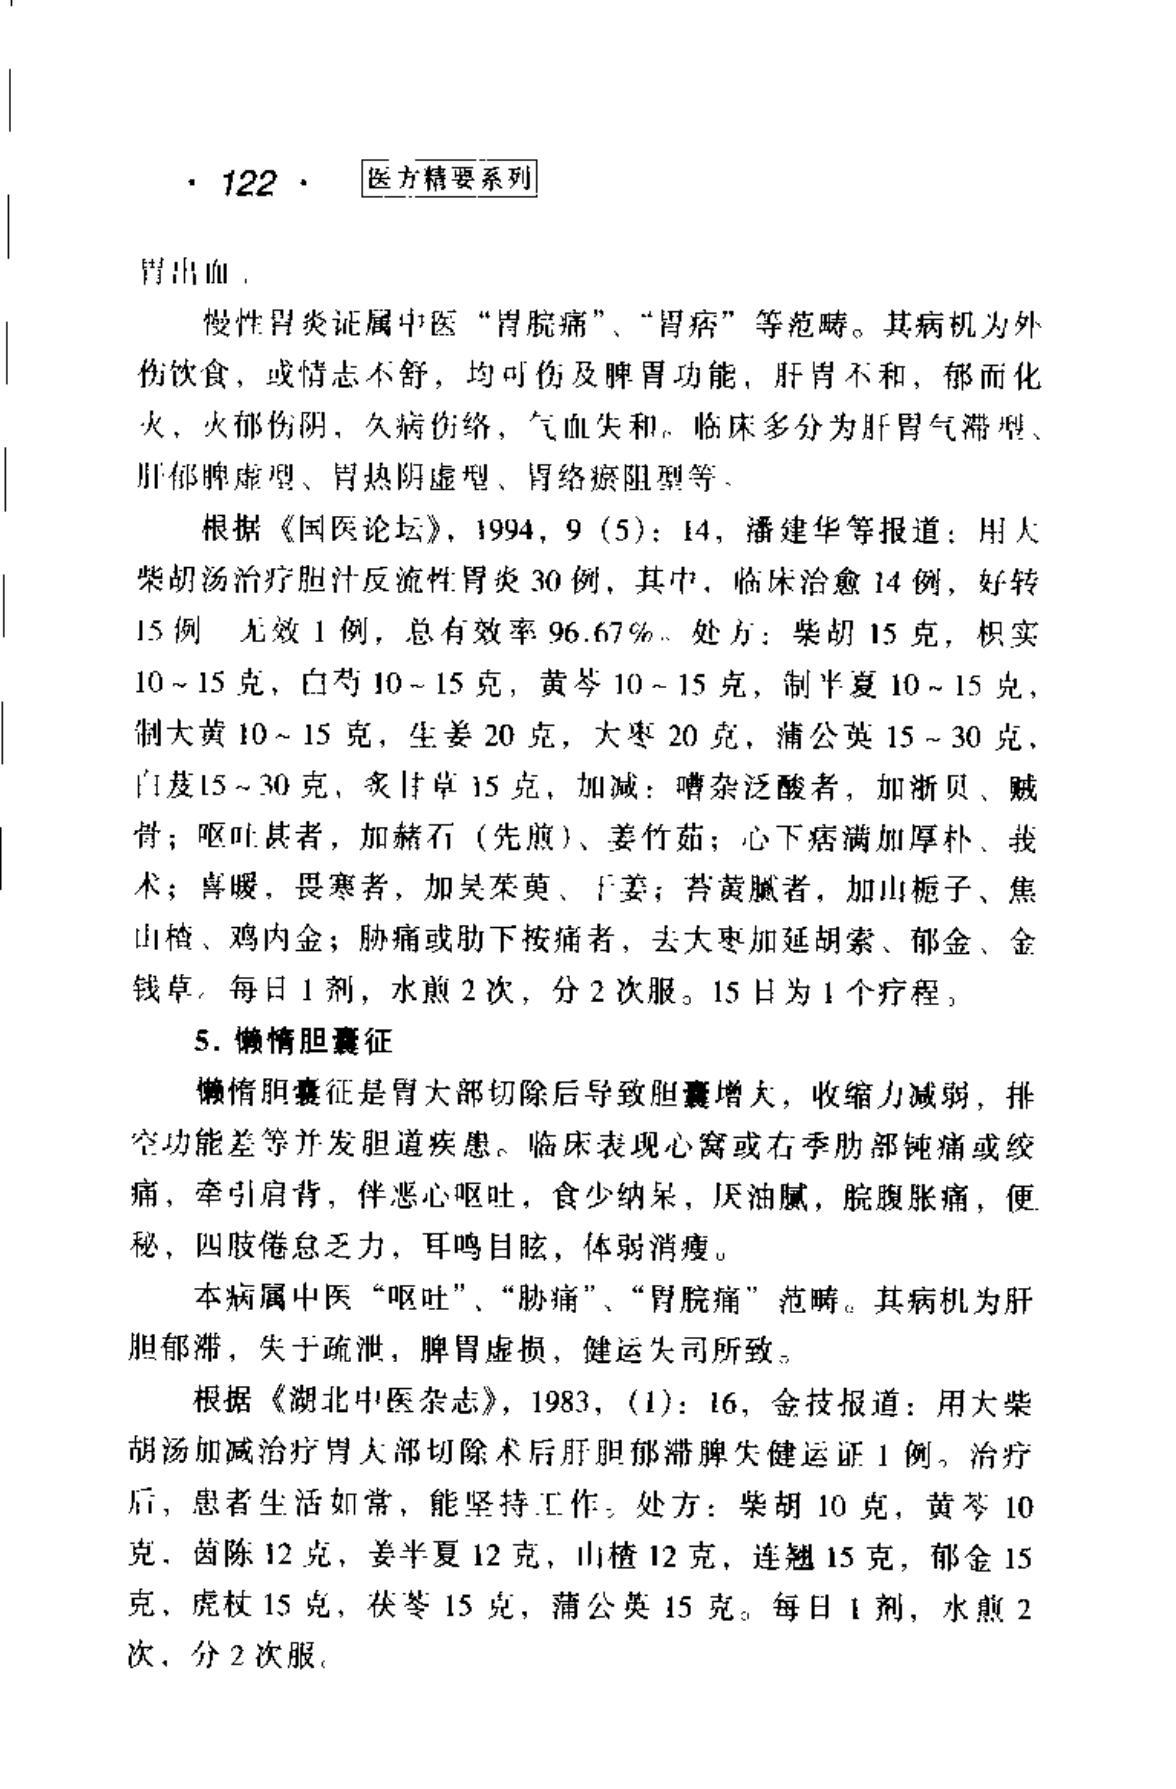 · 122 · 医方精要系列
胃出血.
慢性胃炎证属中医“胃脘痛”、“胃痞”等范畴。其病机为外
伤饮食，或情志不舒，均可伤及脾胃功能，肝胃不和，郁而化
火，火郁伤阴，久病伤络，气血失和。临床多分为肝胃气滞型、
肝郁脾虚型、胃热阴虚型、胃络瘀阻型等。
根据《国医论坛》，1994，9（5）：14，潘建华等报道：用大
柴胡汤治疗胆汁反流性胃炎30例，其中，临床治愈14例，好转
15例 无效1例，总有效率96.67%。处方：柴胡15克，枳实
10~15克，白芍10~15克，黄芩10~15克，制半夏10~15克，
制大黄10~15克，生姜20克，大枣20克，蒲公英15~30克，
白芨15~30克，炙甘草15克，加减：嘈杂泛酸者，加浙贝、贼
骨；呕吐甚者，加赭石（先煎）、姜竹茹；心下痞满加厚朴、莪
术；喜暖，畏寒者，加吴茱萸、干姜；苔黄腻者，加山栀子、焦
山楂、鸡内金；胁痛或肋下按痛者，去大枣加延胡索、郁金、金
钱草。每日1剂，水煎2次，分2次服。15日为1个疗程。
5. 懒惰胆囊征
懒惰胆囊征是胃大部切除后导致胆囊增大，收缩力减弱，排
空功能差等并发胆道疾患。临床表现心窝或右季肋部钝痛或绞
痛，牵引肩背，伴恶心呕吐，食少纳呆，厌油腻，脘腹胀痛，便
秘，四肢倦怠乏力，耳鸣目眩，体弱消瘦。
本病属中医“呕吐”、“胁痛”、“胃脘痛”范畴。其病机为肝
胆郁滞，失于疏泄，脾胃虚损，健运失司所致。
根据《湖北中医杂志》，1983，（1）：16，金技报道：用大柴
胡汤加减治疗胃大部切除术后肝胆郁滞脾失健运证1例。治疗
后，患者生活如常，能坚持工作。处方：柴胡10克，黄芩10
克，茵陈12克，姜半夏12克，山楂12克，连翘15克，郁金15
克，虎杖15克，茯苓15克，蒲公英15克。每日1剂，水煎2
次，分2次服。